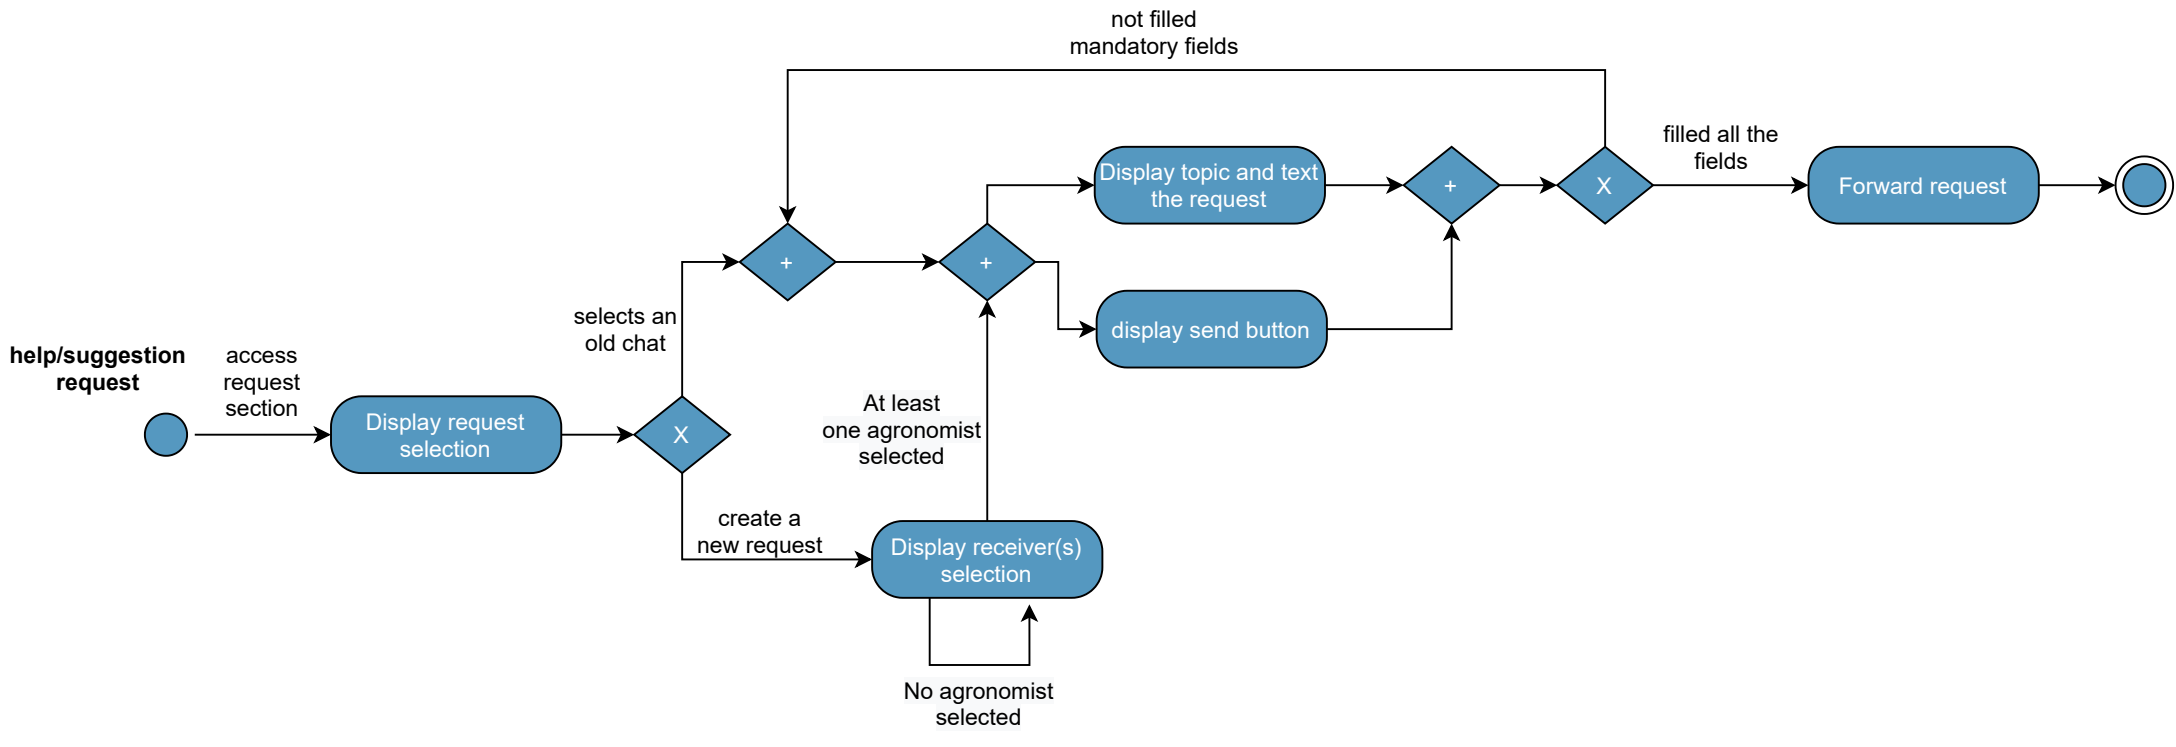 not filled
mandatory fields
filled all the
fields
Display topic and text
the request
+
X
Forward request
+
+
selects an
old chat
display send button
help/suggestion
request
access
request
section
Display request
selection
X
At least
one agronomist
selected
create a
new request
Display receiver(s)
selection
No agronomist
selected